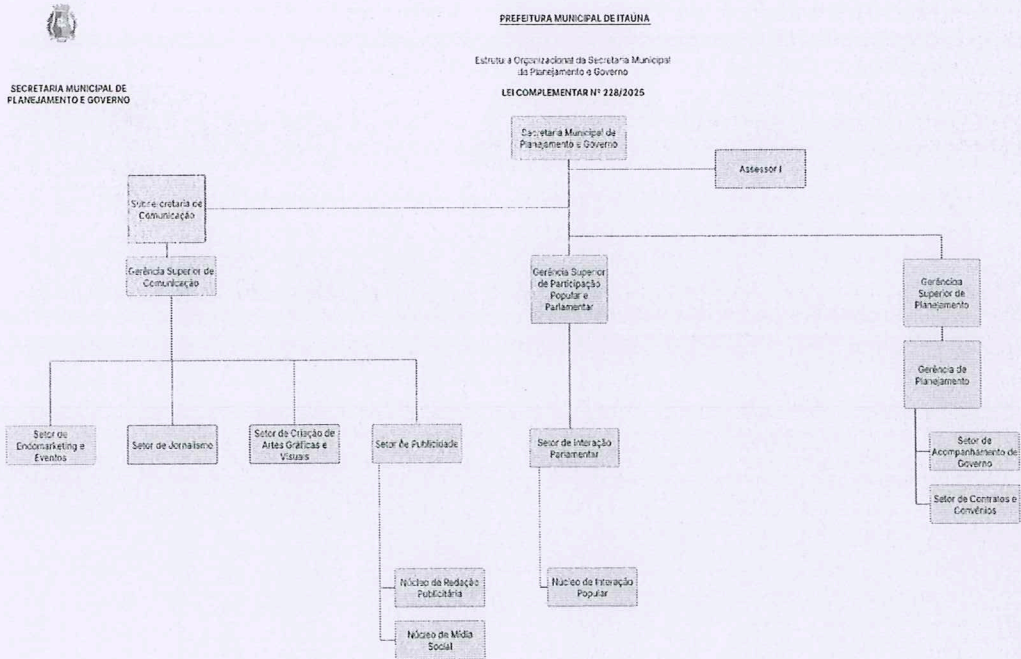 PREFEITURA MUNICIPAL DE ITAÚNA
Estrutura Organizacional da Secretaria Municipal
de Planejamento e Governo
LEI COMPLEMENTAR Nº 228/2025
SECRETARIA MUNICIPAL DE
PLANEJAMENTO E GOVERNO
Secretaria Municipal de
Planejamento e Governo
Assessor I
Subsecretaria de
Comunicação
Gerência Superior de
Comunicação
Gerência Superior
de Participação
Popular e
Parlamentar
Gerênciaa
Superior de
Planejamento
Gerência de
Planejamento
Setor de
Endomarketing e
Eventos
Setor de Jornalismo
Setor de Criação de
Artes Gráficas e
Visuais
Setor de Publicidade
Setor de Interação
Parlamentar
Setor de
Acompanhamento de
Governo
Setor de Contratos e
Convênios
Núcleo de Redação
Publicitária
Núcleo de Interação
Popular
Núcleo de Mídia
Social